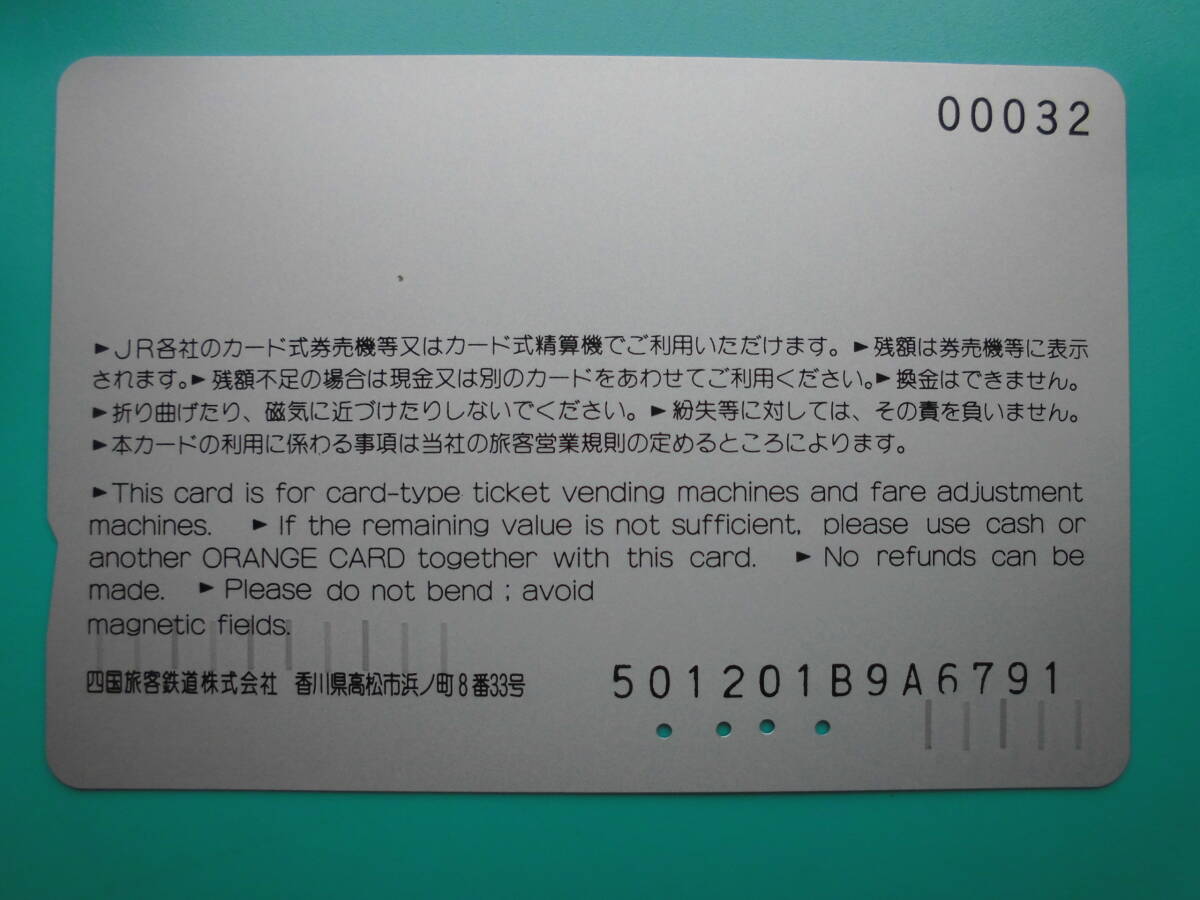 00032
►JR各社のカード式券売機等又はカード式精算機でご利用いただけます。►残額は券売機等に表示
されます。►残額不足の場合は現金又は別のカードをあわせてご利用ください。►換金はできません。
►折り曲げたり、磁気に近づけたりしないでください。►紛失等に対しては、その責を負いません。
►本カードの利用に係わる事項は当社の旅客営業規則の定めるところによります。
►This card is for card-type ticket vending machines and fare adjustment
machines. ►If the remaining value is not sufficient, please use cash or
another ORANGE CARD together with this card. ►No refunds can be
made. ►Please do not bend ; avoid
magnetic fields.
四国旅客鉄道株式会社 香川県高松市浜ノ町8番33号
501201B9A6791